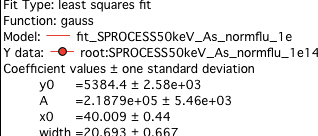 Fit Type: least squares fit
Function: gauss
Model: fit_SPROCESS50keV_As_normflu_1e
Y data: root:SPROCESS50keV_As_normflu_1e14
Coefficient values ± one standard deviation
y0 =5384.4 ± 2.58e+03
A =2.1879e+05 ± 5.46e+03
x0 =40.009 ± 0.44
width =20.693 ± 0.667